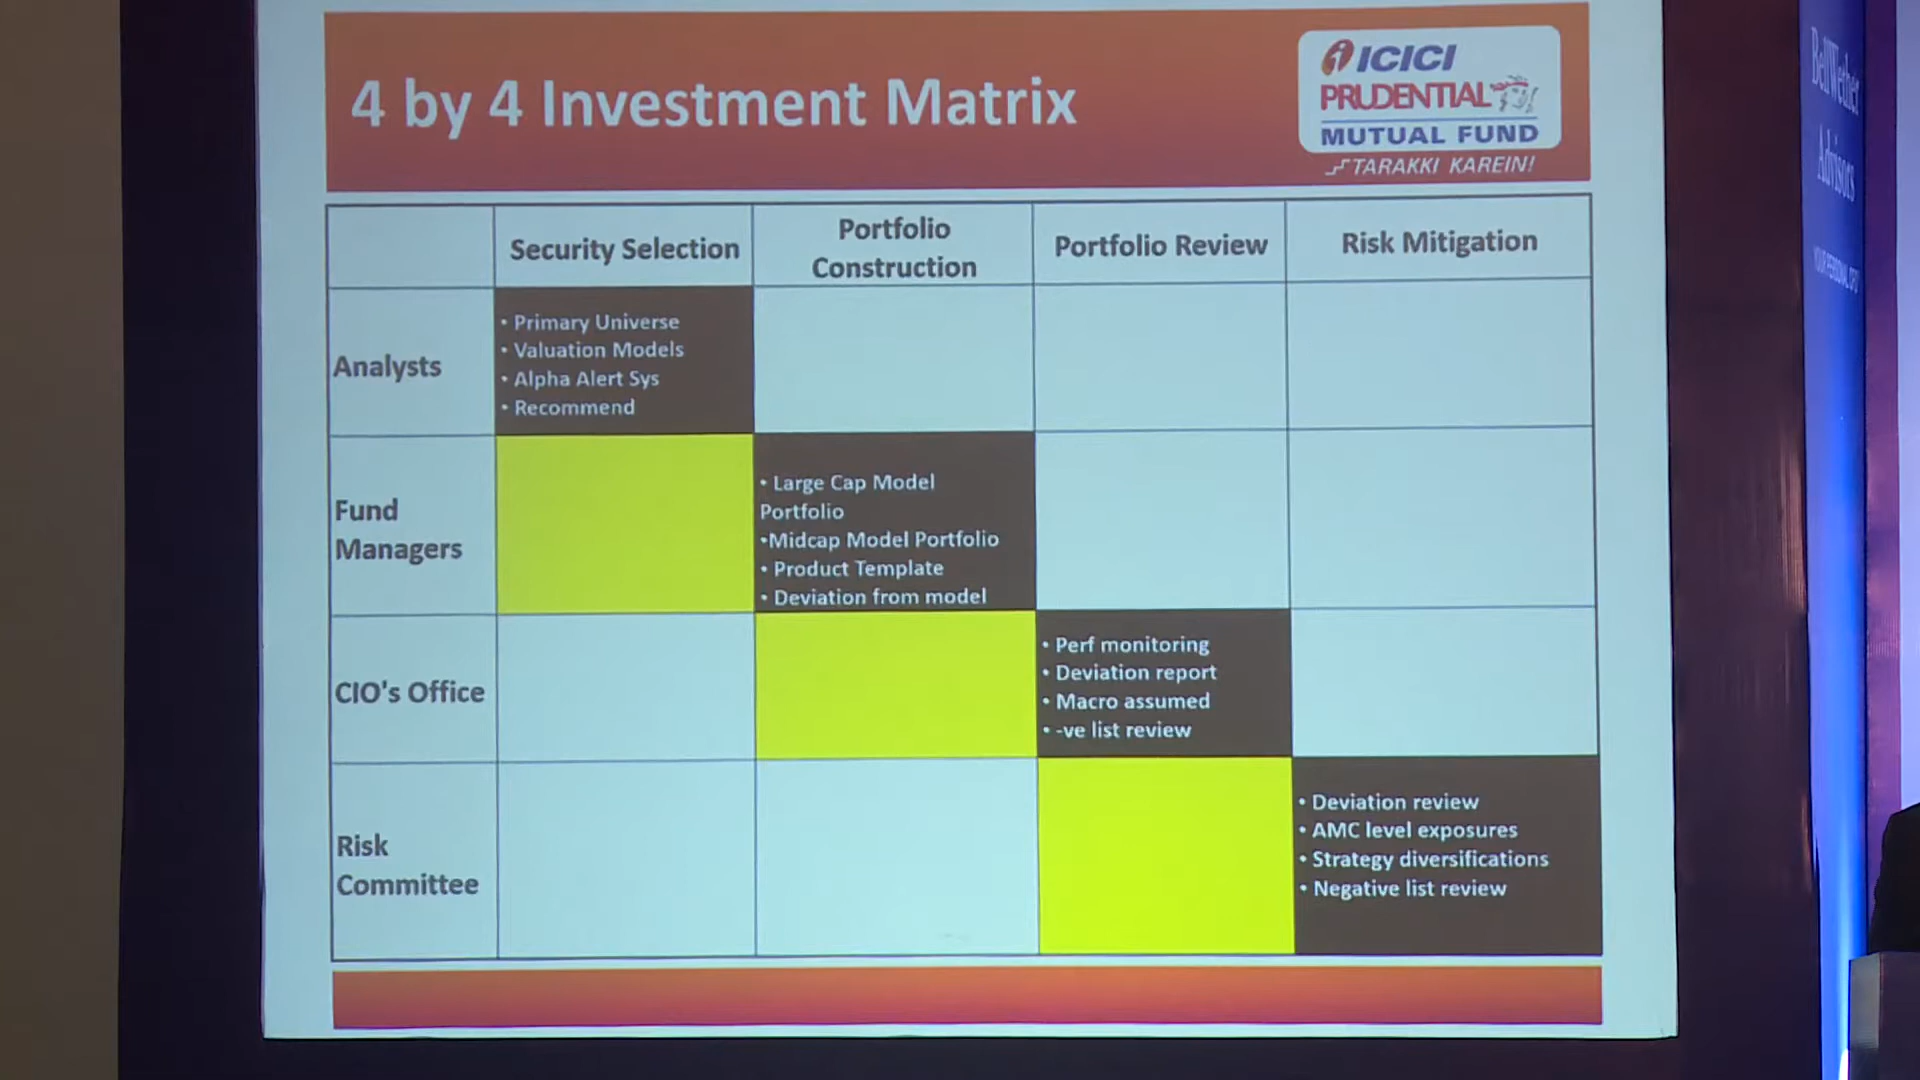 4 by 4 Investment Matrix
ICICI
PRUDENTIAL
MUTUAL FUND
TARAKKI KAREIN!
Security Selection
Portfolio
Construction
Portfolio Review
Risk Mitigation
Analysts
• Primary Universe
• Valuation Models
• Alpha Alert Sys
• Recommend
Fund
Managers
• Large Cap Model
Portfolio
•Midcap Model Portfolio
• Product Template
• Deviation from model
CIO's Office
• Perf monitoring
• Deviation report
• Macro assumed
• -ve list review
Risk
Committee
• Deviation review
• AMC level exposures
• Strategy diversifications
• Negative list review
BellWether
Advisors